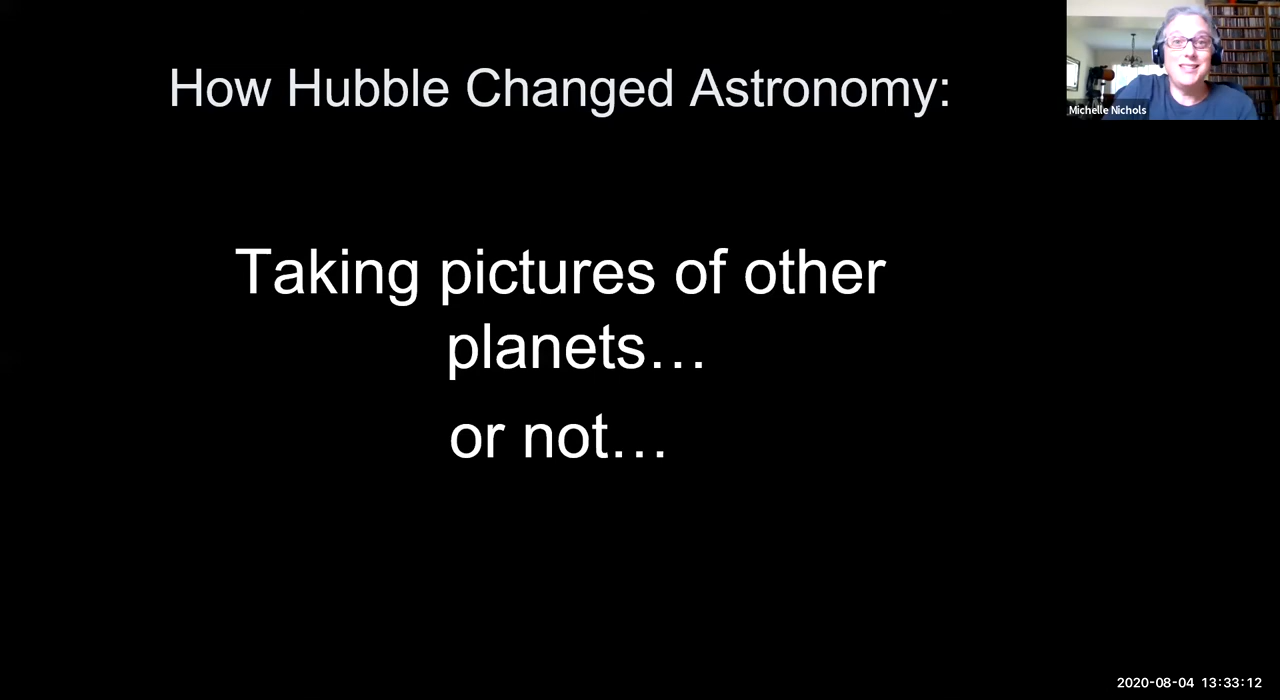 How Hubble Changed Astronomy:
Michelle Nichols
Taking pictures of other
planets…
or not…
2020-08-04 13:33:12